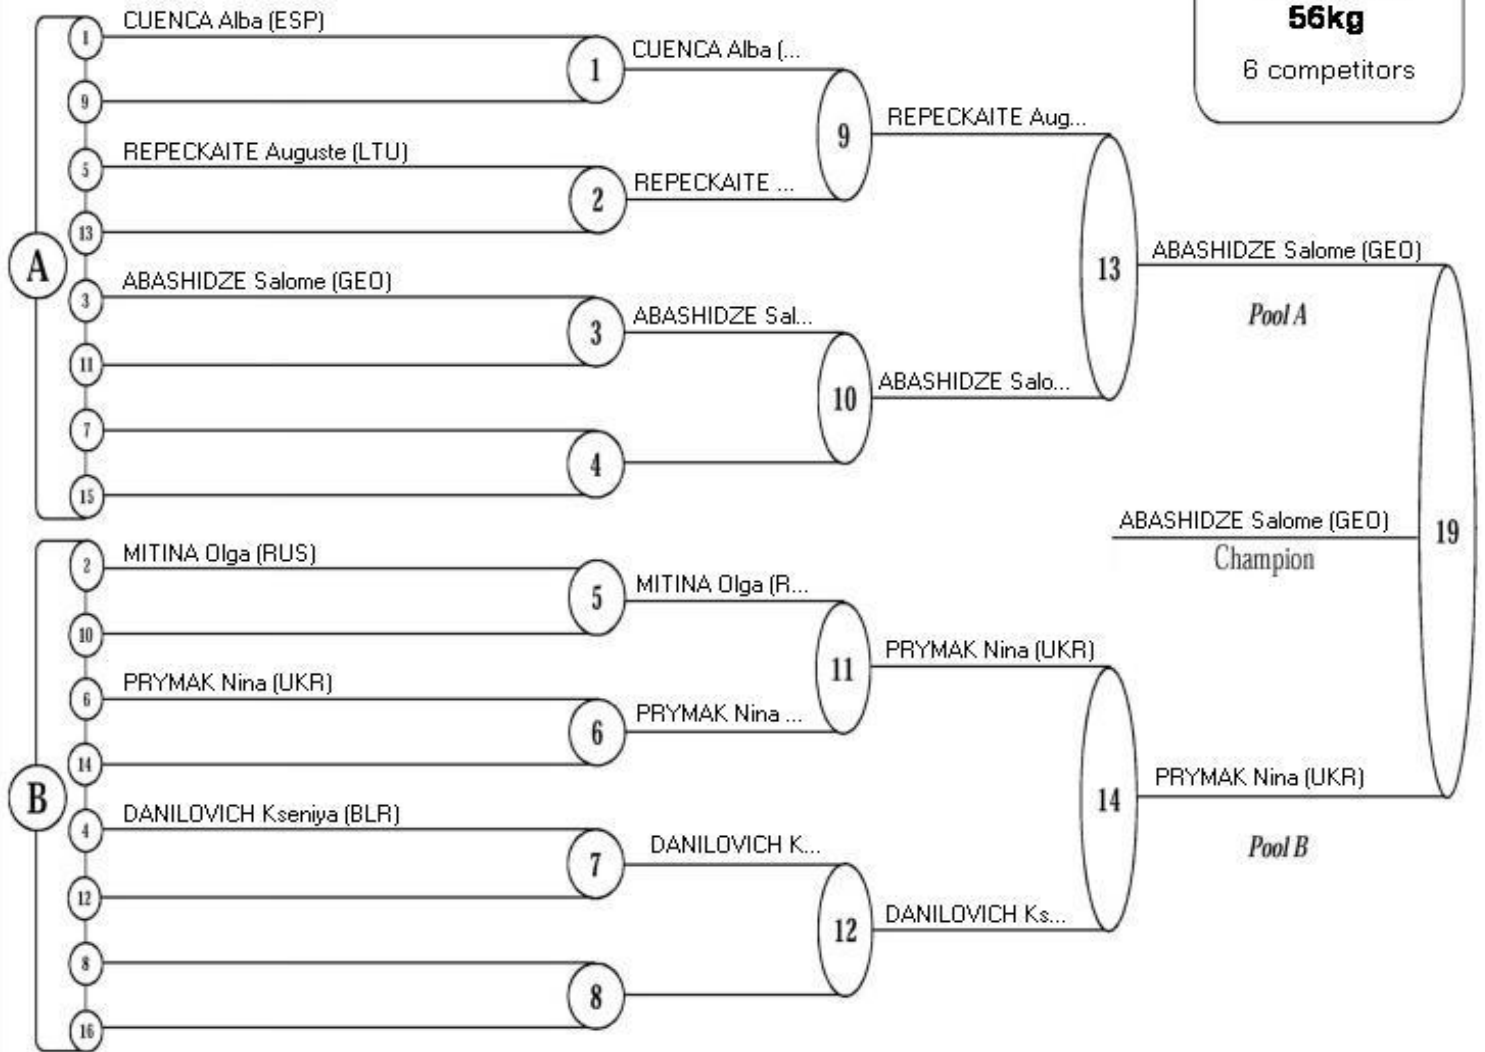 56kg
6 competitors
A
1
CUENCA Alba (ESP)
9
1
CUENCA Alba (...
5
REPECKAITE Auguste (LTU)
13
2
REPECKAITE ...
9
REPECKAITE Aug...
3
ABASHIDZE Salome (GEO)
11
3
ABASHIDZE Sal...
7
15
4
10
ABASHIDZE Salo...
13
ABASHIDZE Salome (GEO)
Pool A
ABASHIDZE Salome (GEO)
Champion
19
B
2
MITINA Olga (RUS)
10
5
MITINA Olga (R...
6
PRYMAK Nina (UKR)
14
6
PRYMAK Nina ...
11
PRYMAK Nina (UKR)
4
DANILOVICH Kseniya (BLR)
12
7
DANILOVICH K...
8
16
8
12
DANILOVICH Ks...
14
PRYMAK Nina (UKR)
Pool B